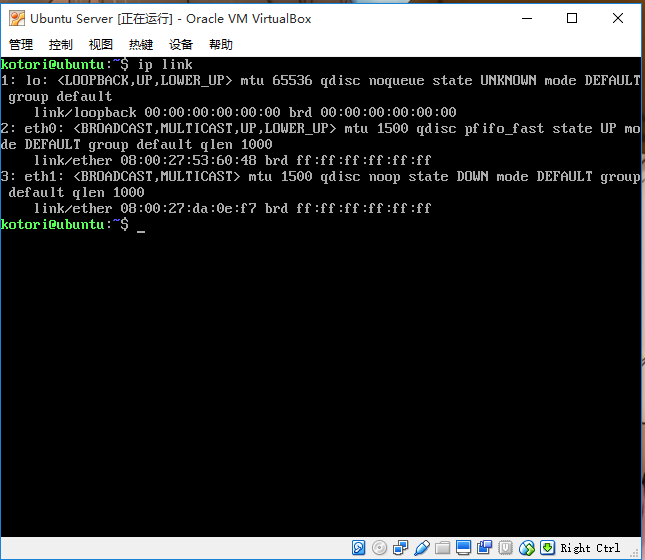 Ubuntu Server [正在运行] - Oracle VM VirtualBox
管理 控制 视图 热键 设备 帮助
kotori@ubuntu:~$ ip link
1: lo: <LOOPBACK,UP,LOWER_UP> mtu 65536 qdisc noqueue state UNKNOWN mode DEFAULT
 group default
    link/loopback 00:00:00:00:00:00 brd 00:00:00:00:00:00
2: eth0: <BROADCAST,MULTICAST,UP,LOWER_UP> mtu 1500 qdisc pfifo_fast state UP mo
de DEFAULT group default qlen 1000
    link/ether 08:00:27:53:60:48 brd ff:ff:ff:ff:ff:ff
3: eth1: <BROADCAST,MULTICAST> mtu 1500 qdisc noop state DOWN mode DEFAULT group
 default qlen 1000
    link/ether 08:00:27:da:0e:f7 brd ff:ff:ff:ff:ff:ff
kotori@ubuntu:~$ _
Right Ctrl